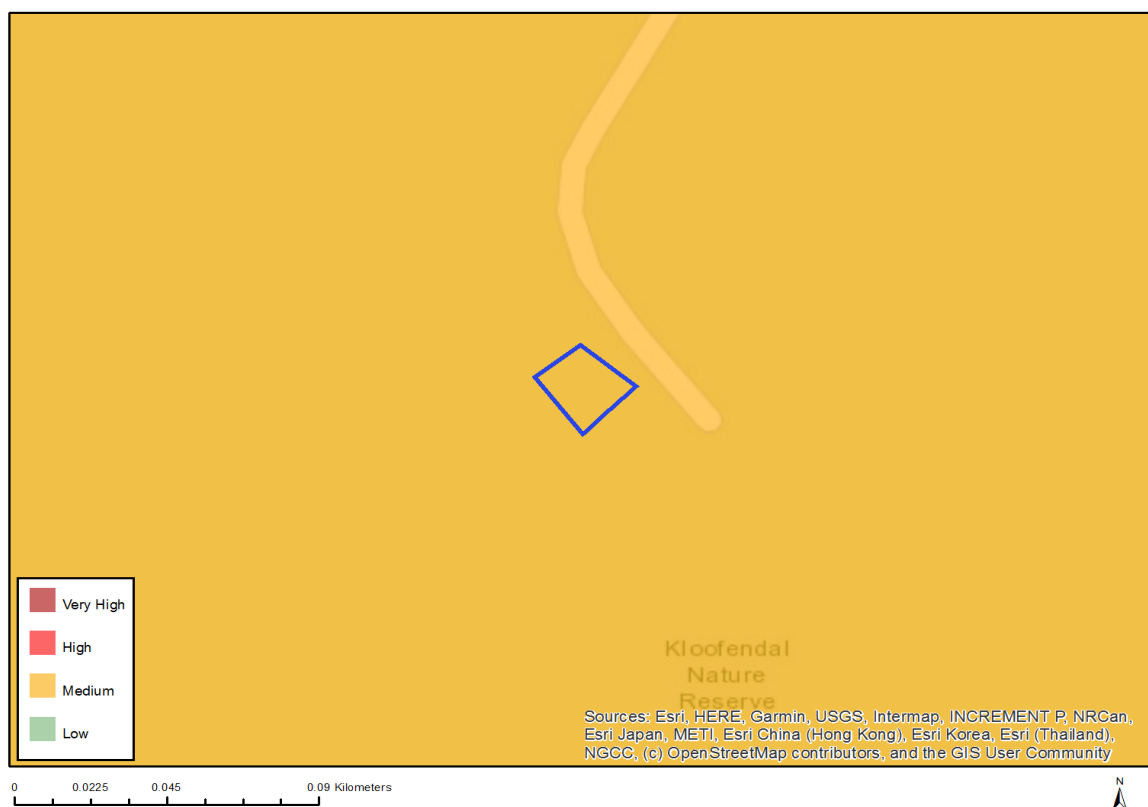 Very High
High
Medium
Low
Kloofendal
Nature
Reserve
Sources: Esri, HERE, Garmin, USGS, Intermap, INCREMENT P, NRCan,
Esri Japan, METI, Esri China (Hong Kong), Esri Korea, Esri (Thailand),
NGCC, (c) OpenStreetMap contributors, and the GIS User Community
0 0.0225 0.045 0.09 Kilometers
N